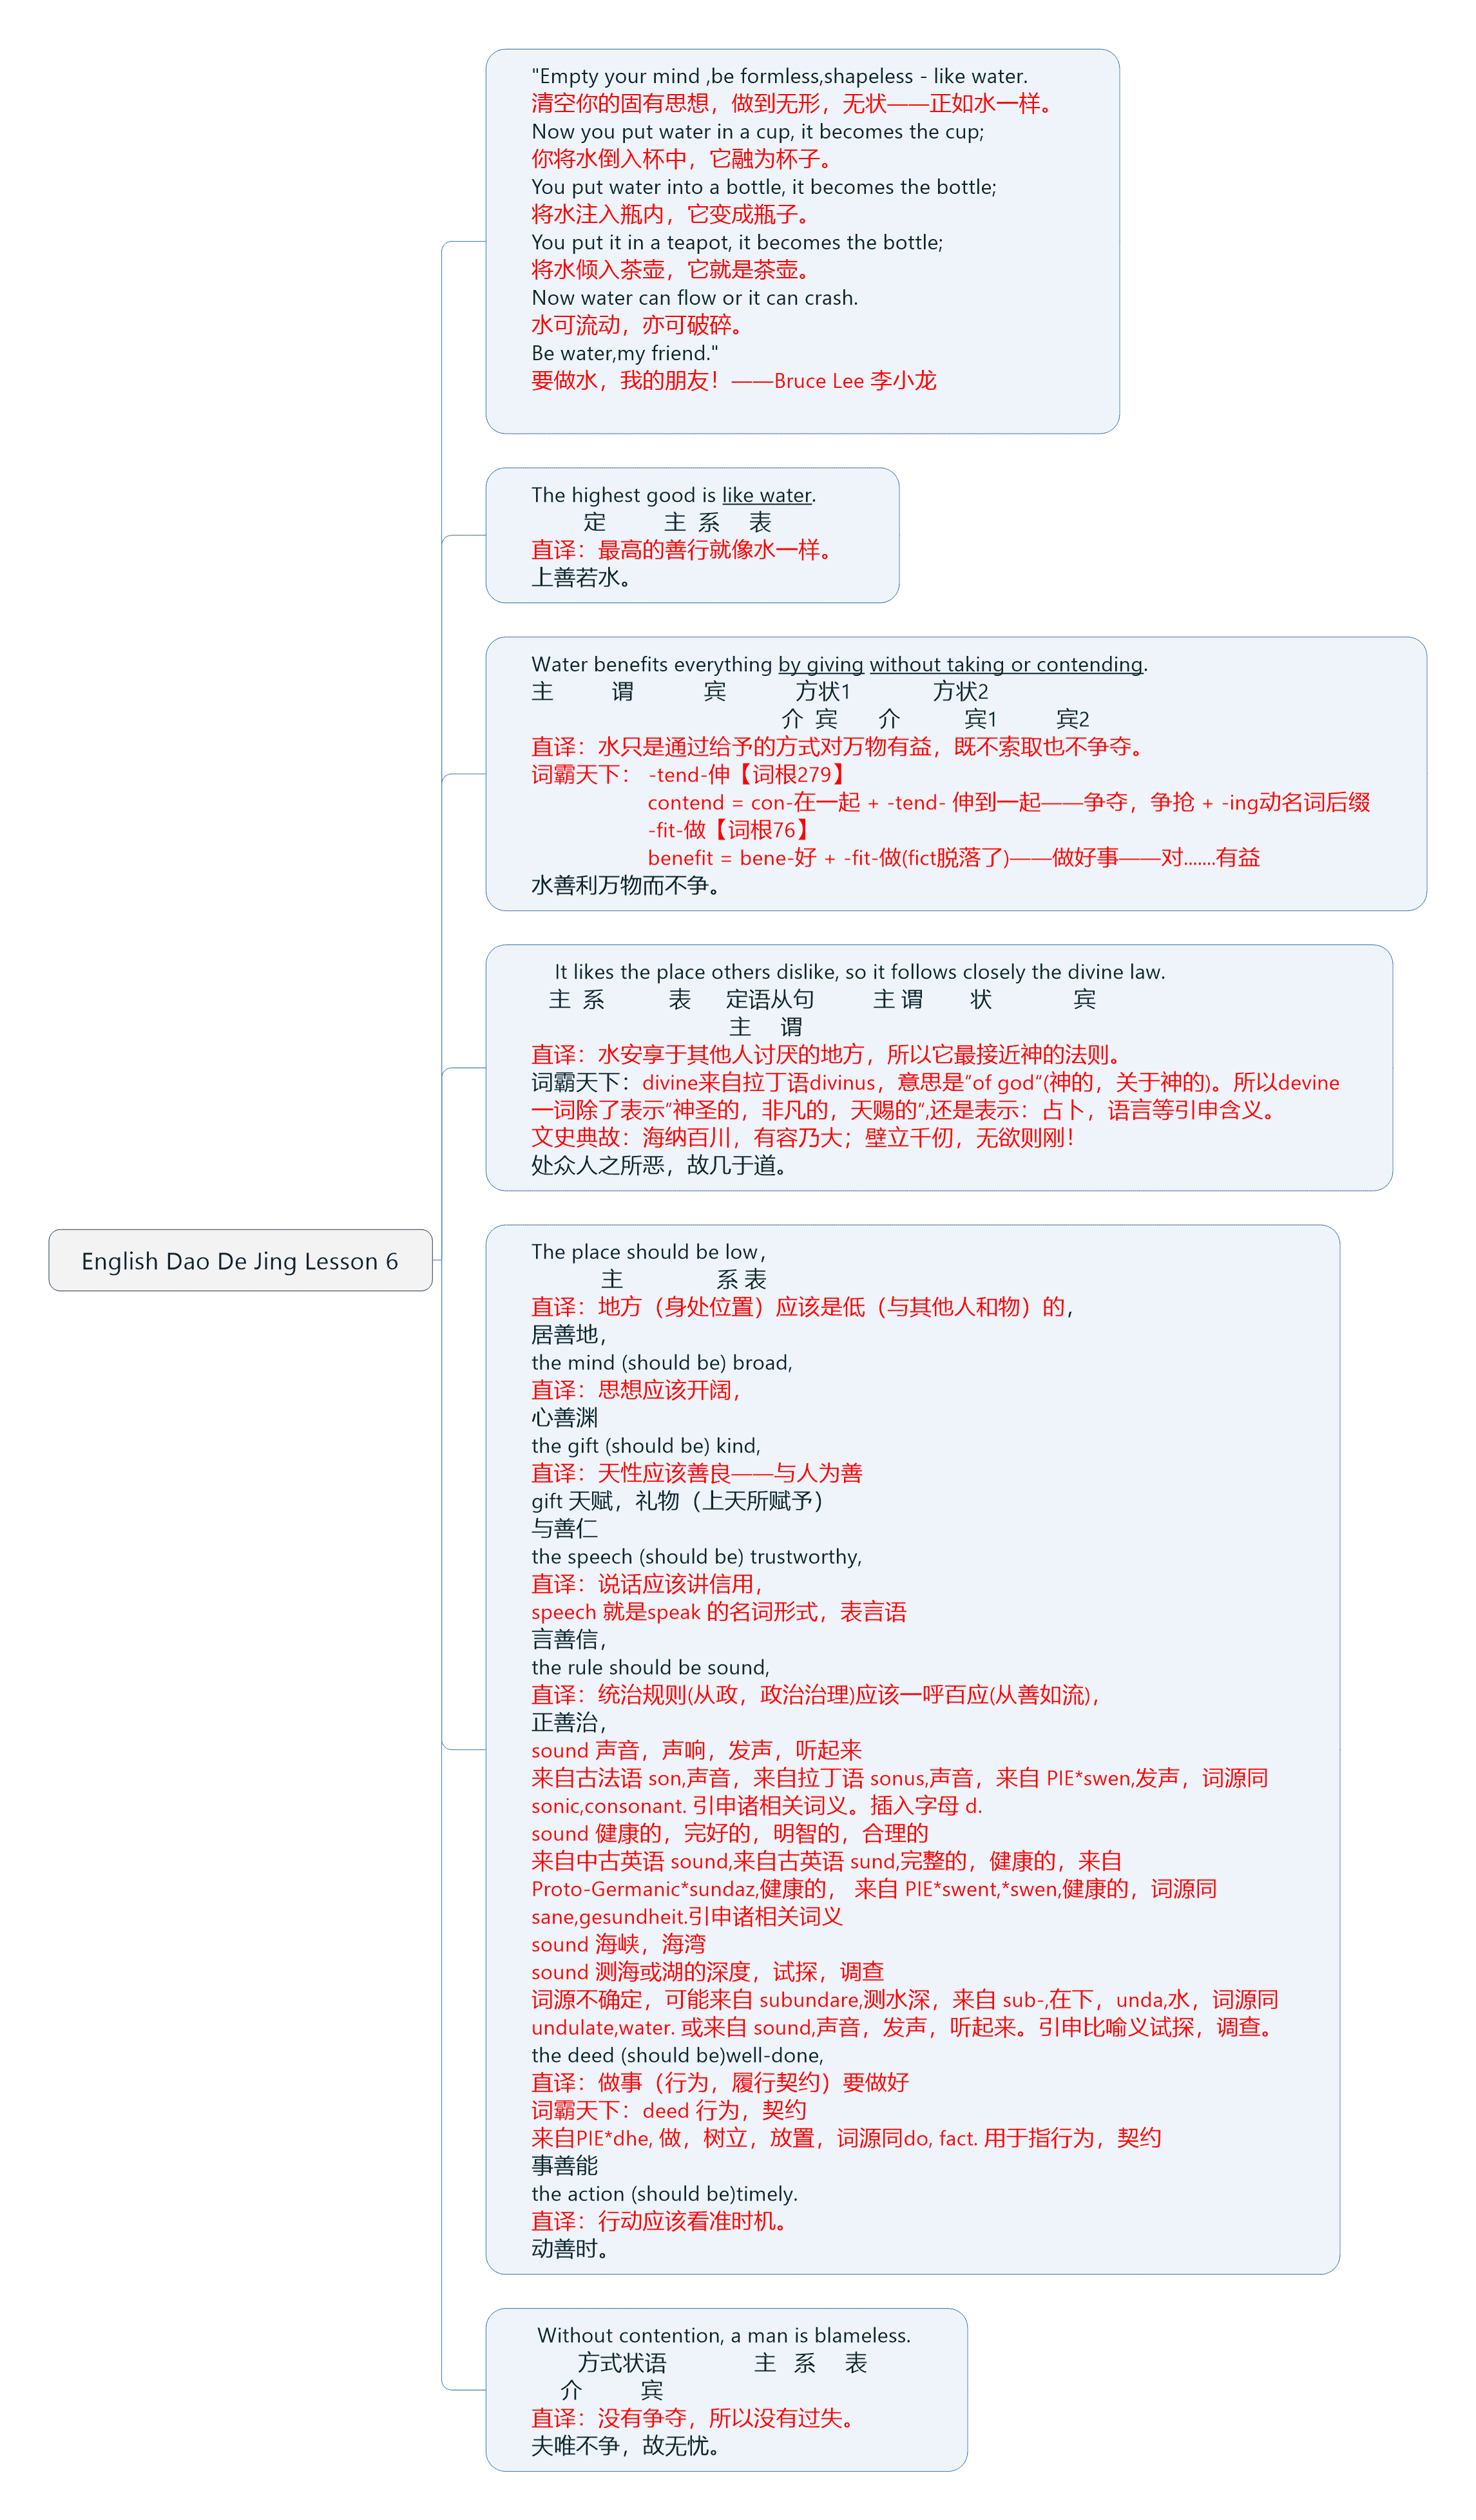 "Empty your mind ,be formless,shapeless - like water.
清空你的固有思想，做到无形，无状——正如水一样。
Now you put water in a cup, it becomes the cup;
你将水倒入杯中，它融为杯子。
You put water into a bottle, it becomes the bottle;
将水注入瓶内，它变成瓶子。
You put it in a teapot, it becomes the bottle;
将水倾入茶壶，它就是茶壶。
Now water can flow or it can crash.
水可流动，亦可破碎。
Be water,my friend."
要做水，我的朋友！——Bruce Lee 李小龙
The highest good is like water.
定 主 系 表
直译：最高的善行就像水一样。
上善若水。
Water benefits everything by giving without taking or contending.
主 谓 宾 方状1 方状2
介 宾 介 宾1 宾2
直译：水只是通过给予的方式对万物有益，既不索取也不争夺。
词霸天下： -tend-伸【词根279】
contend = con-在一起 + -tend- 伸到一起——争夺，争抢 + -ing动名词后缀
-fit-做【词根76】
benefit = bene-好 + -fit-做(fict脱落了)——做好事——对.......有益
水善利万物而不争。
It likes the place others dislike, so it follows closely the divine law.
主 系 表 定语从句 主 谓 状 宾
主 谓
直译：水安享于其他人讨厌的地方，所以它最接近神的法则。
词霸天下：divine来自拉丁语divinus，意思是“of god“(神的，关于神的)。所以devine
一词除了表示“神圣的，非凡的，天赐的“,还是表示：占卜，语言等引申含义。
文史典故：海纳百川，有容乃大；壁立千仞，无欲则刚！
处众人之所恶，故几于道。
English Dao De Jing Lesson 6
The place should be low，
主 系 表
直译：地方（身处位置）应该是低（与其他人和物）的，
居善地，
the mind (should be) broad,
直译：思想应该开阔，
心善渊
the gift (should be) kind,
直译：天性应该善良——与人为善
gift 天赋，礼物（上天所赋予）
与善仁
the speech (should be) trustworthy,
直译：说话应该讲信用，
speech 就是speak 的名词形式，表言语
言善信，
the rule should be sound,
直译：统治规则(从政，政治治理)应该一呼百应(从善如流)，
正善治，
sound 声音，声响，发声，听起来
来自古法语 son,声音，来自拉丁语 sonus,声音，来自 PIE*swen,发声，词源同
sonic,consonant. 引申诸相关词义。插入字母 d.
sound 健康的，完好的，明智的，合理的
来自中古英语 sound,来自古英语 sund,完整的，健康的，来自
Proto-Germanic*sundaz,健康的， 来自 PIE*swent,*swen,健康的，词源同
sane,gesundheit.引申诸相关词义
sound 海峡，海湾
sound 测海或湖的深度，试探，调查
词源不确定，可能来自 subundare,测水深，来自 sub-,在下，unda,水，词源同
undulate,water. 或来自 sound,声音，发声，听起来。引申比喻义试探，调查。
the deed (should be)well-done,
直译：做事（行为，履行契约）要做好
词霸天下：deed 行为，契约
来自PIE*dhe, 做，树立，放置，词源同do, fact. 用于指行为，契约
事善能
the action (should be)timely.
直译：行动应该看准时机。
动善时。
Without contention, a man is blameless.
方式状语 主 系 表
介 宾
直译：没有争夺，所以没有过失。
夫唯不争，故无忧。